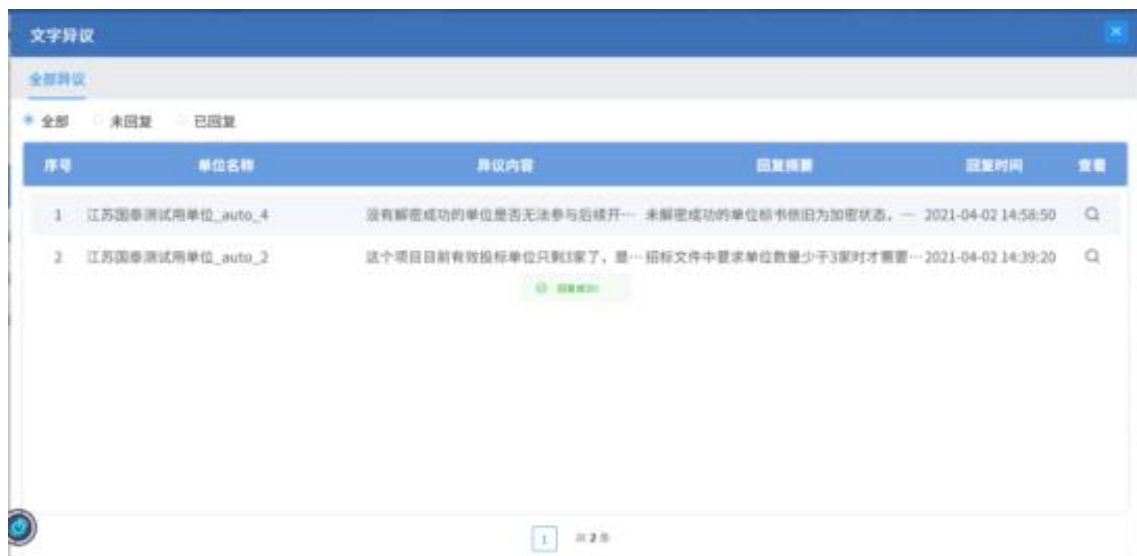 文字异议
全部异议
全部 未回复 已回复
序号 单位名称 异议内容 回复摘要 回复时间 查看
1 江苏国泰测试用单位_auto_4 没有解密成功的单位是否无法参与后续开… 未解密成功的单位标书依旧为加密状态，… 2021-04-02 14:58:50
2 江苏国泰测试用单位_auto_2 这个项目目前有效投标单位只剩3家了，是… 招标文件中要求单位数量少于3家时才需要… 2021-04-02 14:39:20
回复成功!
1 共 2 条